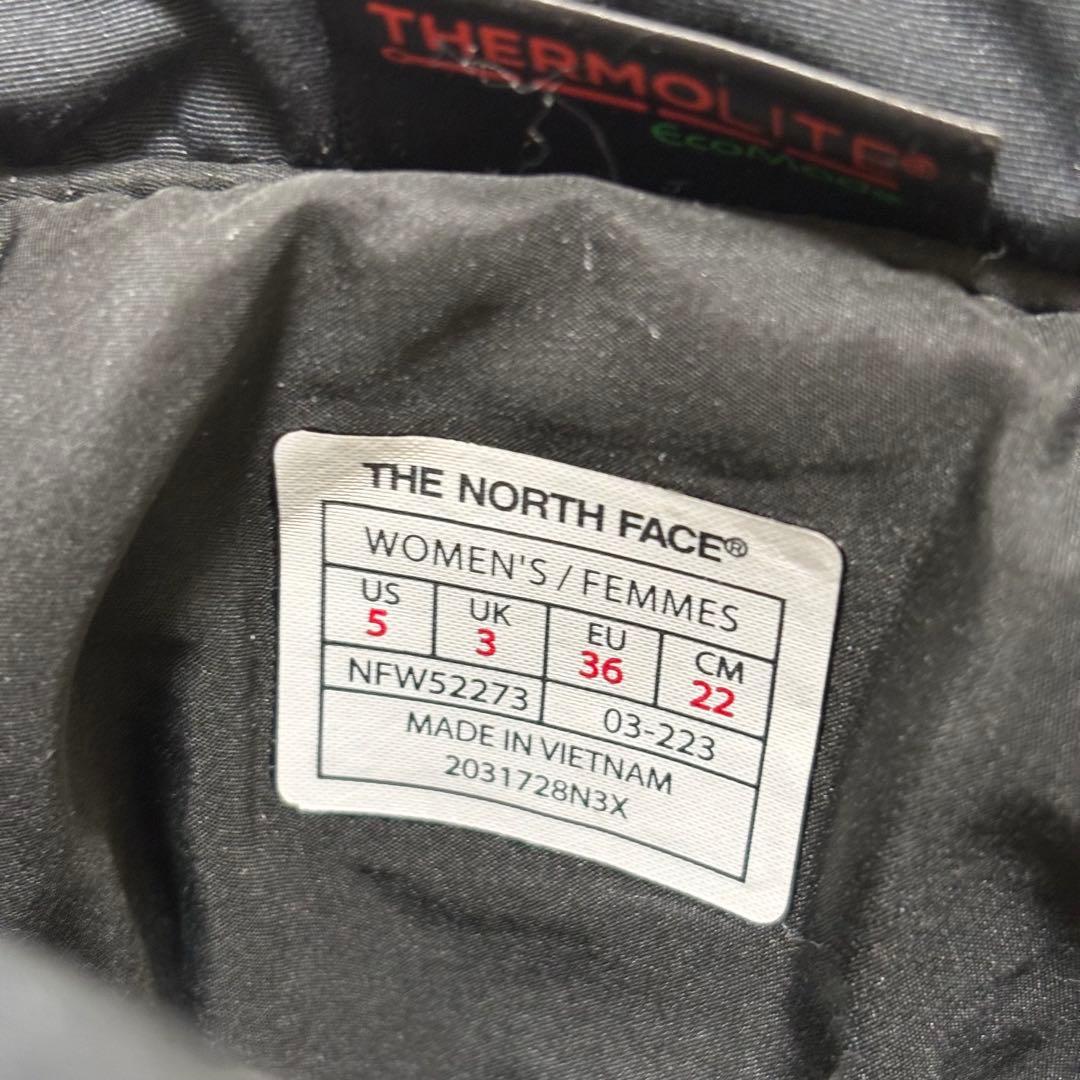 THERMOLITE®
EcoMade
THE NORTH FACE®
WOMEN'S / FEMMES
US UK EU CM
5 3 36 22
NFW52273 03-223
MADE IN VIETNAM
2031728N3X